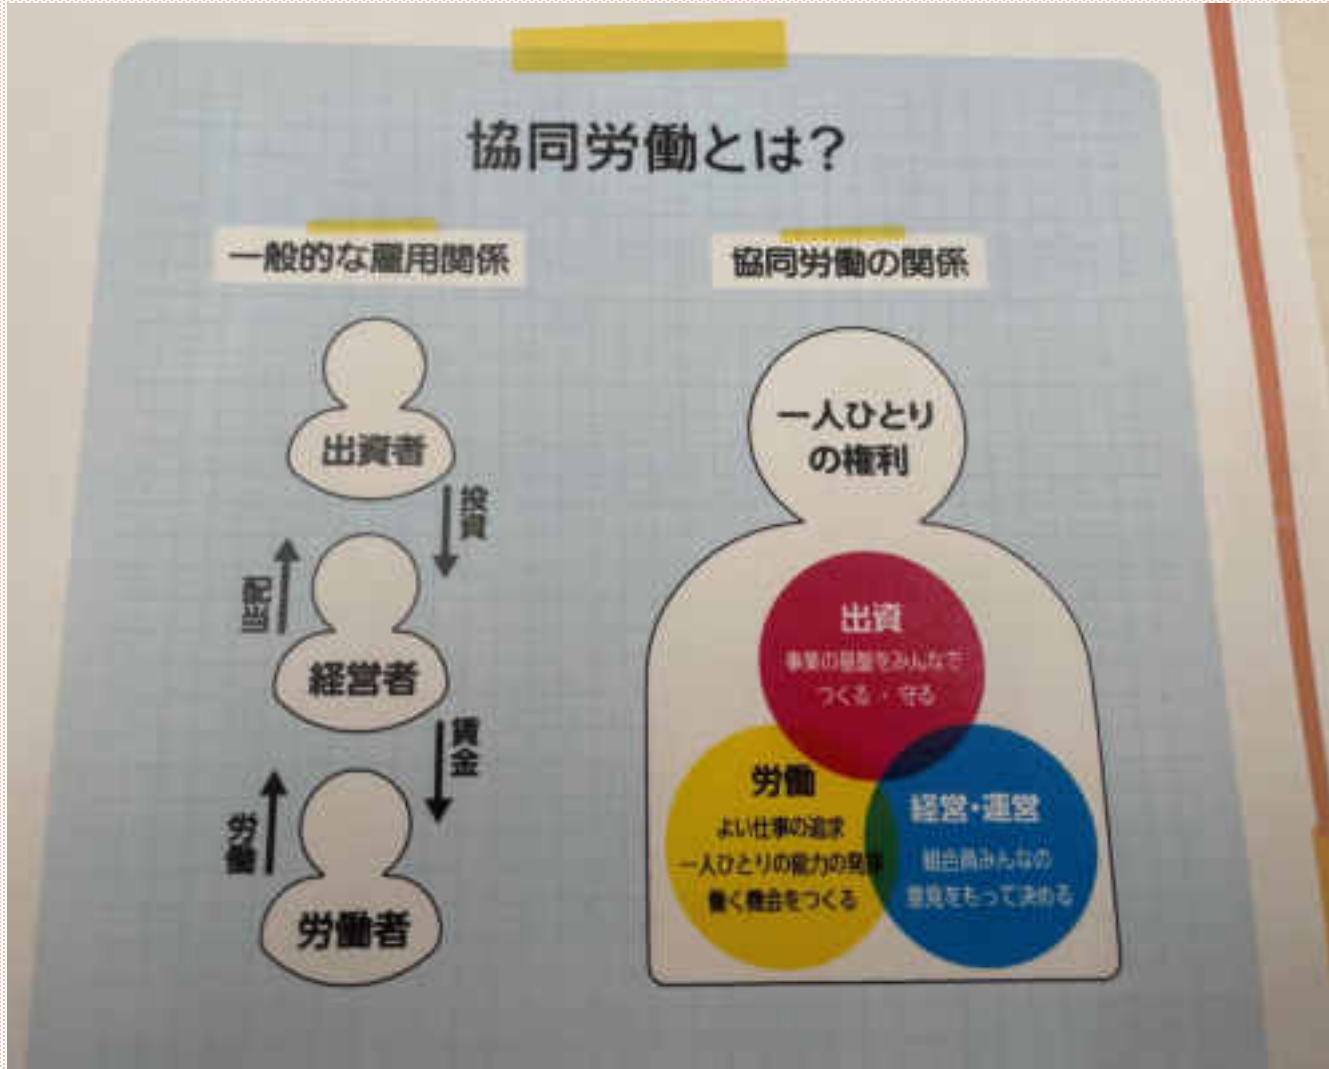 協同労働とは?
一般的な雇用関係
出資者
投資
配当
経営者
賃金
労働
労働者
協同労働の関係
一人ひとり
の権利
出資
事業の基盤をみんなで
つくる・守る
労働
よい仕事の追求
一人ひとりの能力の発揮
働く機会をつくる
経営・運営
組合員みんなの
意見をもって決める